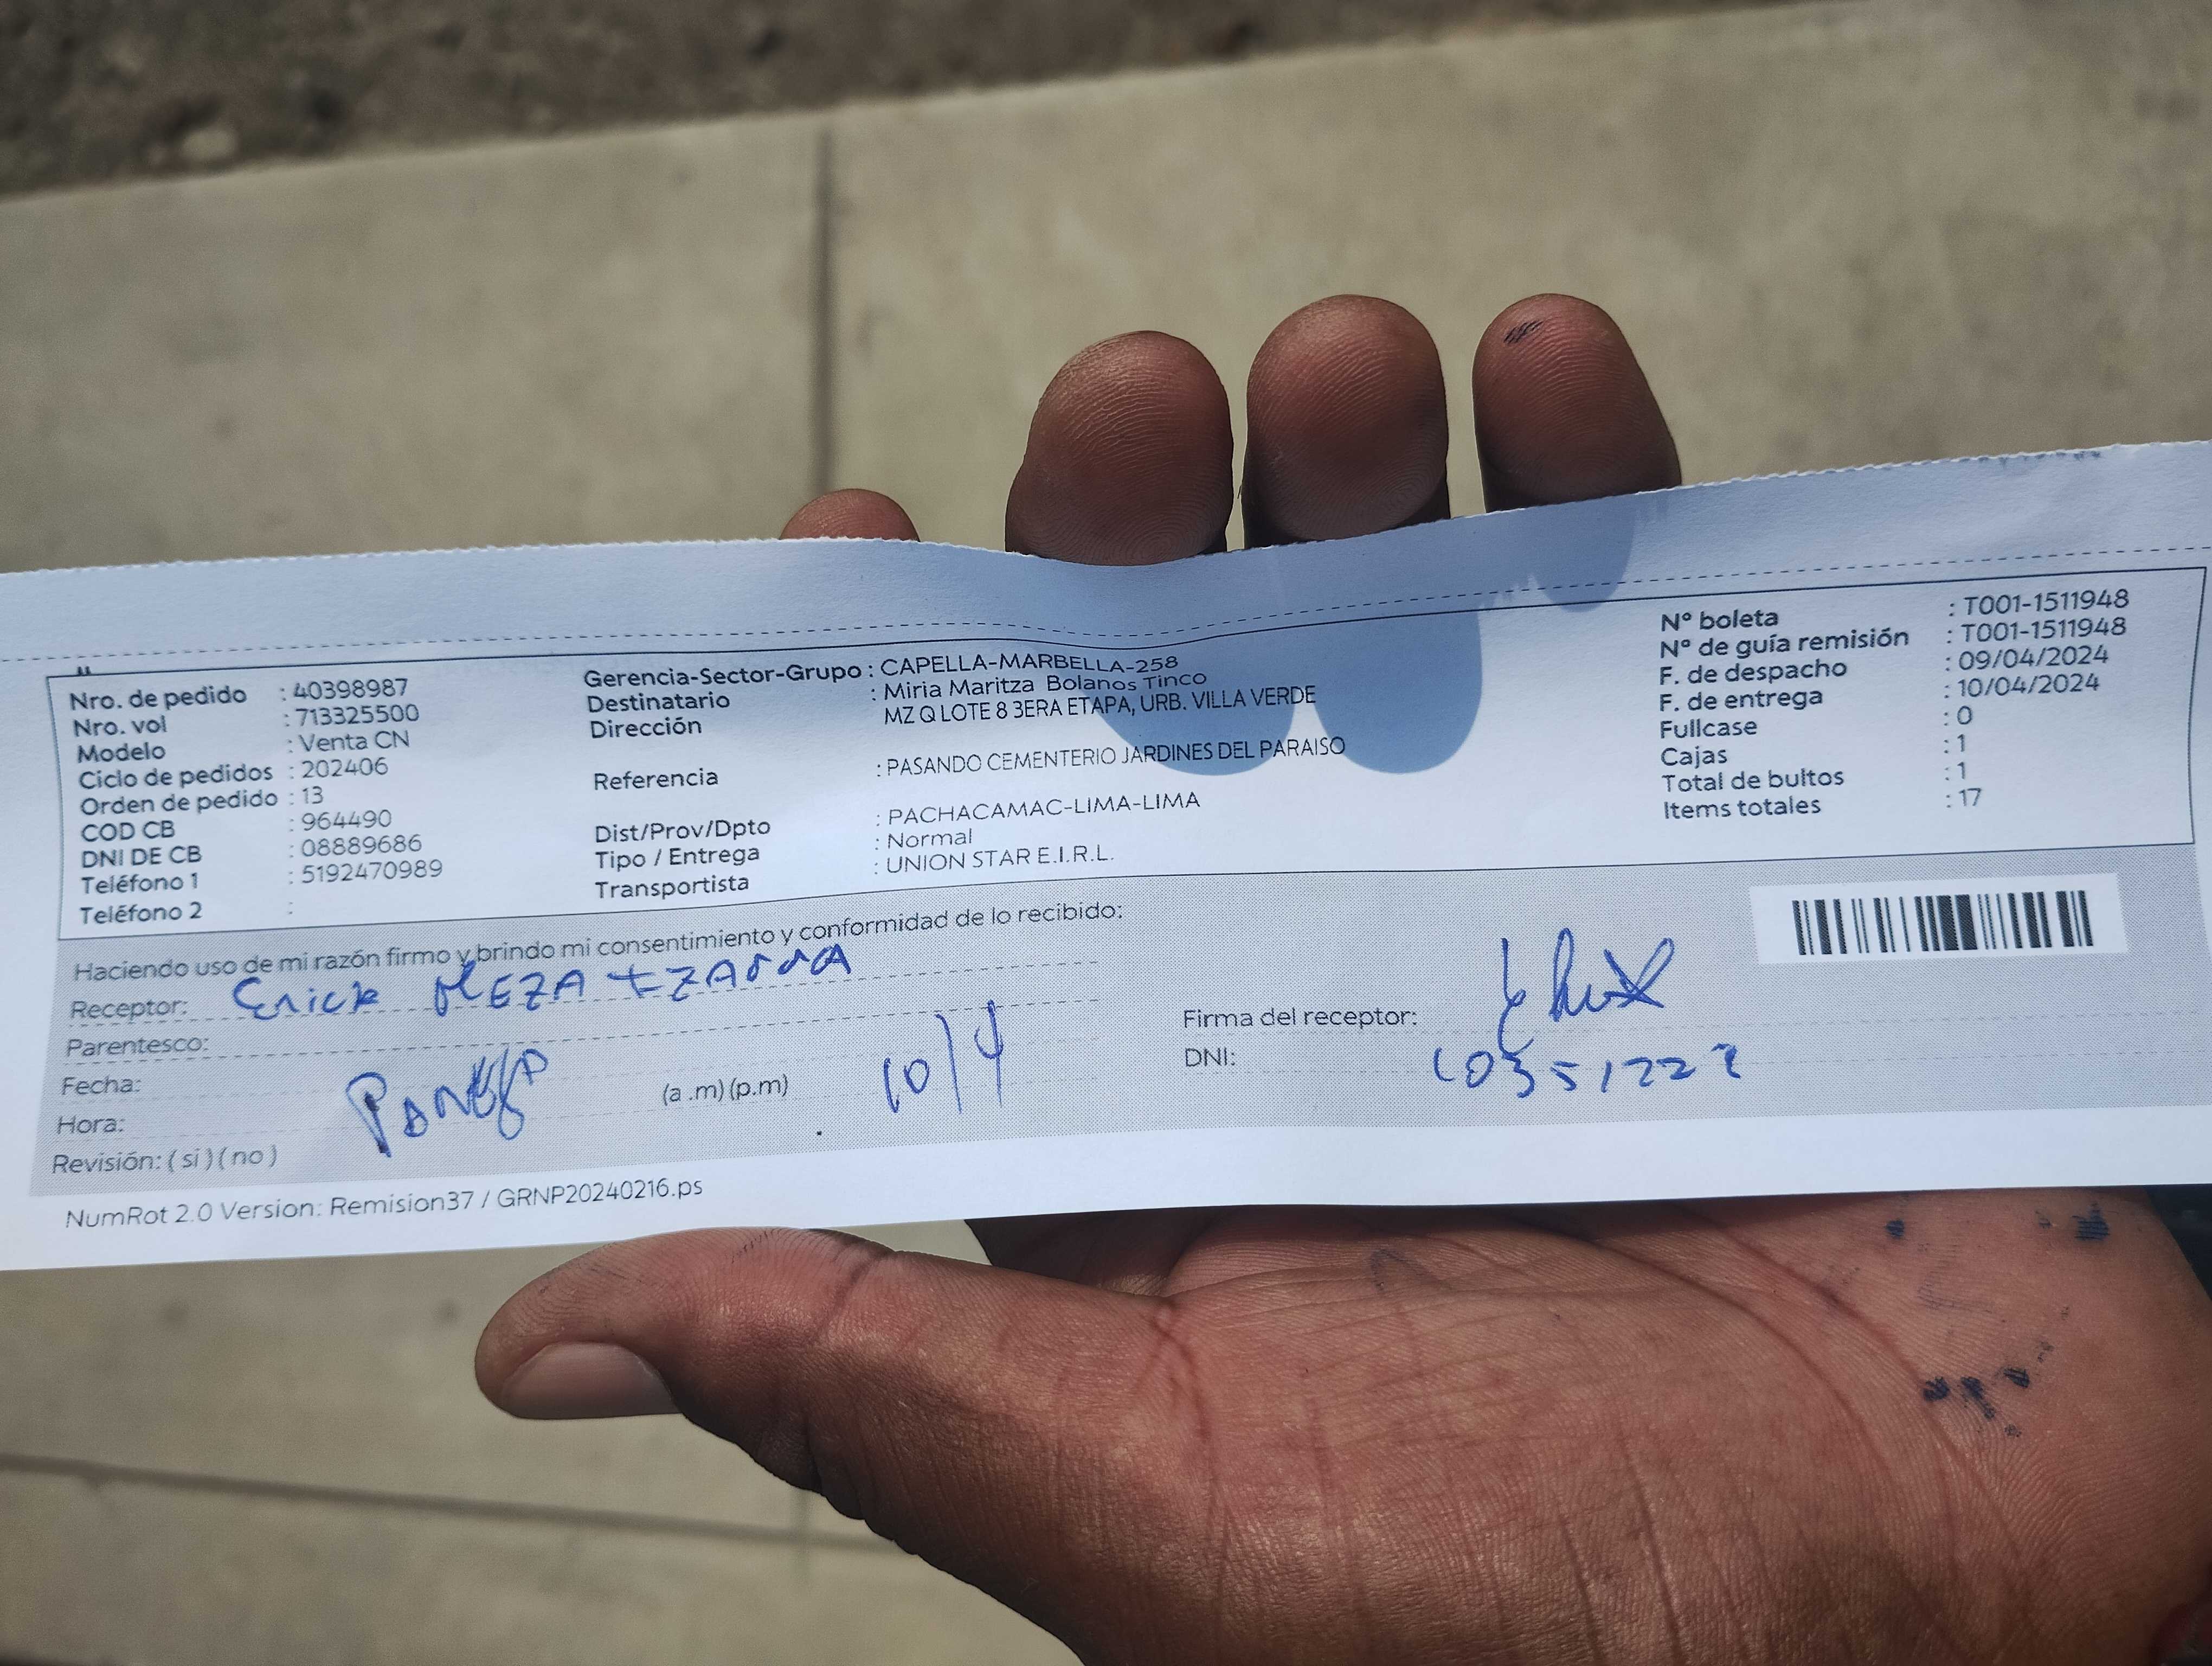 Nro. de pedido : 40398987
Nro. vol : 713325500
Modelo : Venta CN
Ciclo de pedidos : 202406
Orden de pedido : 13
COD CB : 964490
DNI DE CB : 08889686
Teléfono 1 : 5192470989
Teléfono 2 :
Gerencia-Sector-Grupo : CAPELLA-MARBELLA-258
Destinatario : Miria Maritza Bolanos Tinco
Dirección MZ Q LOTE 8 3ERA ETAPA, URB. VILLA VERDE
Referencia : PASANDO CEMENTERIO JARDINES DEL PARAISO
Dist/Prov/Dpto : PACHACAMAC-LIMA-LIMA
Tipo / Entrega : Normal
Transportista : UNION STAR E.I.R.L.
Nº boleta : T001-1511948
Nº de guía remisión : T001-1511948
F. de despacho : 09/04/2024
F. de entrega : 10/04/2024
Fullcase : 0
Cajas : 1
Total de bultos : 1
Items totales : 17
Haciendo uso de mi razón firmo y brindo mi consentimiento y conformidad de lo recibido:
Receptor: Erick MEZA
Parentesco:
Fecha:
Hora: (a .m) (p.m) 10/4
Revisión: ( si ) ( no )
Firma del receptor:
DNI:
NumRot 2.0 Version: Remision37 / GRNP20240216.ps